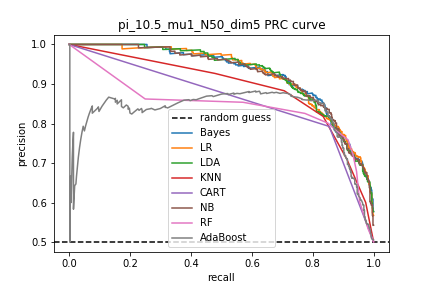 pi_10.5_mu1_N50_dim5 PRC curve
1.0
0.9
0.8
0.7
0.6
0.5
precision
random guess
Bayes
LR
LDA
KNN
CART
NB
RF
AdaBoost
0.0 0.2 0.4 0.6 0.8 1.0
recall